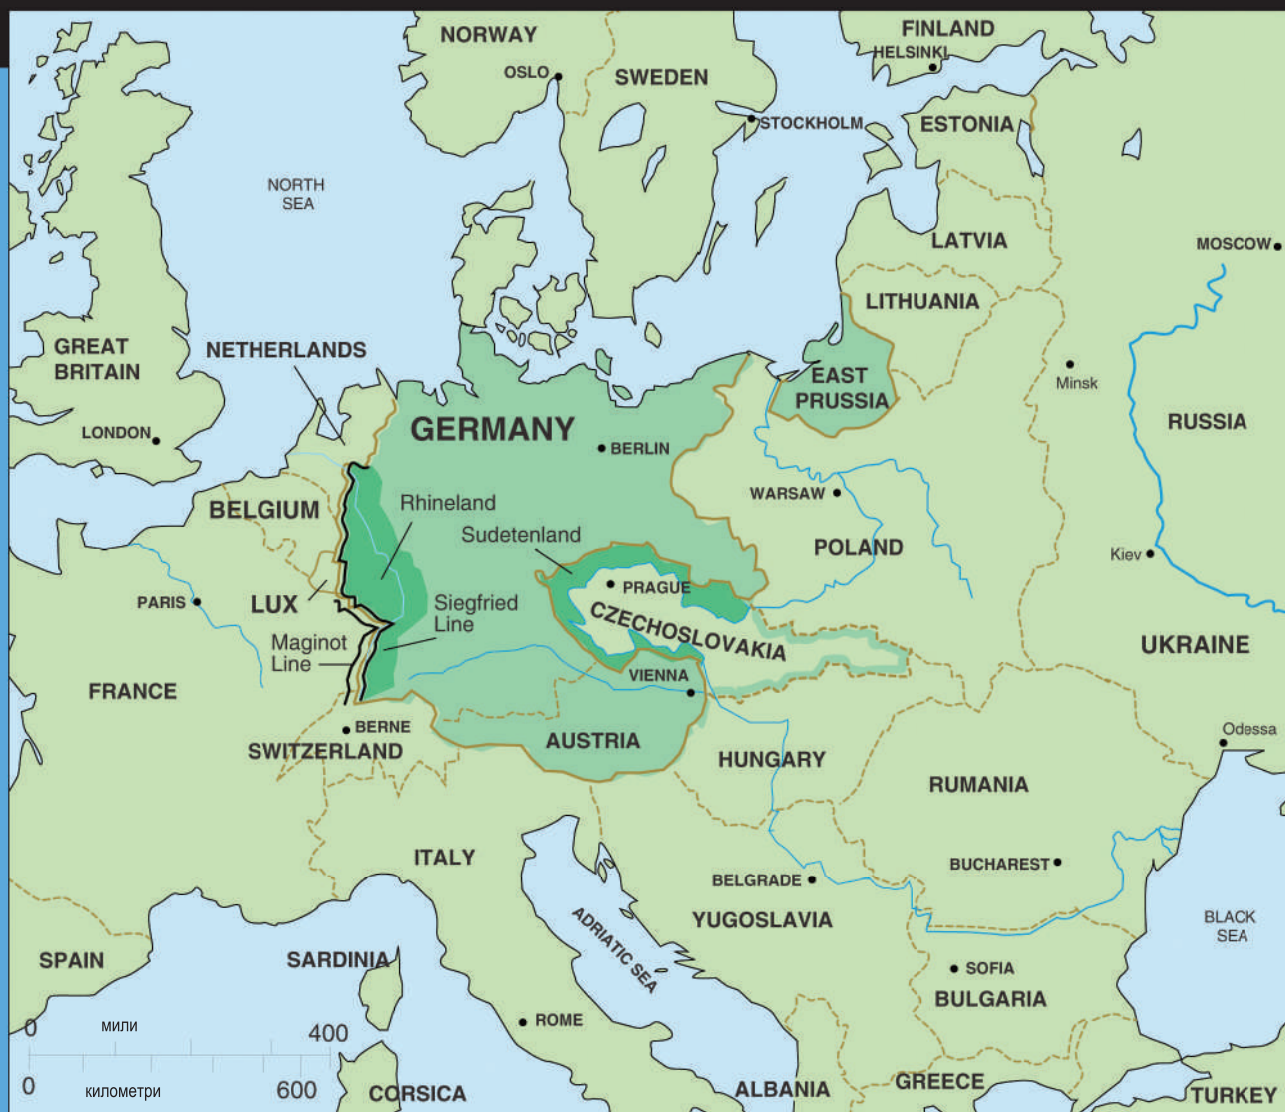 NORWAY
FINLAND
HELSINKI
OSLO
SWEDEN
STOCKHOLM
ESTONIA
NORTH
SEA
LATVIA
MOSCOW
LITHUANIA
GREAT
BRITAIN
NETHERLANDS
EAST
PRUSSIA
Minsk
RUSSIA
LONDON
GERMANY
BERLIN
WARSAW
BELGIUM
Rhineland
Sudetenland
POLAND
Kiev
PARIS
LUX
PRAGUE
Siegfried
Line
CZECHOSLOVAKIA
Maginot
Line
UKRAINE
VIENNA
FRANCE
BERNE
SWITZERLAND
AUSTRIA
HUNGARY
Odessa
RUMANIA
ITALY
BUCHAREST
BELGRADE
YUGOSLAVIA
BLACK
SEA
ADRIATIC SEA
SPAIN
SARDINIA
SOFIA
BULGARIA
ROME
0 мили 400
0 километри 600
CORSICA
ALBANIA
GREECE
TURKEY